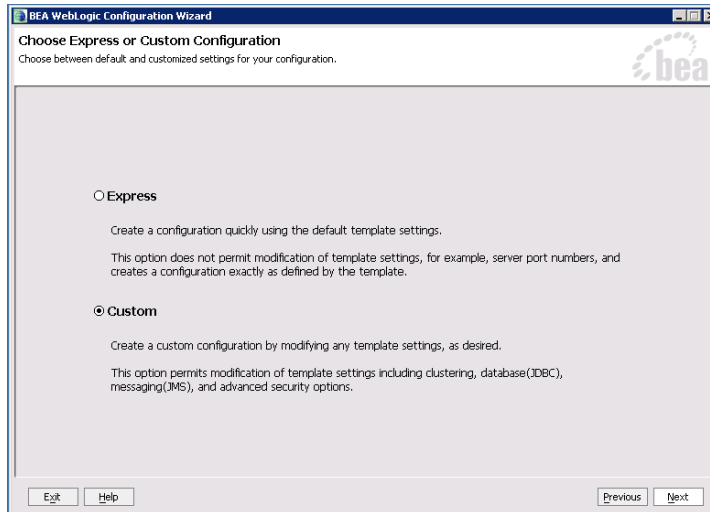 BEA WebLogic Configuration Wizard
Choose Express or Custom Configuration
Choose between default and customized settings for your configuration.
bea
Express
Create a configuration quickly using the default template settings.
This option does not permit modification of template settings, for example, server port numbers, and
creates a configuration exactly as defined by the template.
Custom
Create a custom configuration by modifying any template settings, as desired.
This option permits modification of template settings including clustering, database(JDBC),
messaging(JMS), and advanced security options.
Exit Help Previous Next